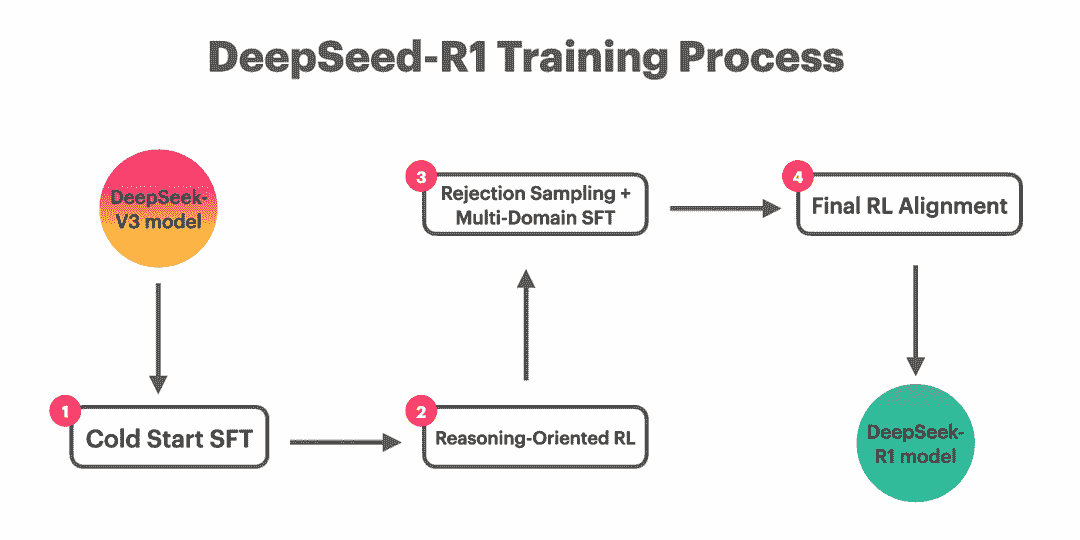 DeepSeed-R1 Training Process
DeepSeek-
V3 model
1
Cold Start SFT
2
Reasoning-Oriented RL
3
Rejection Sampling +
Multi-Domain SFT
4
Final RL Alignment
DeepSeek-
R1 model